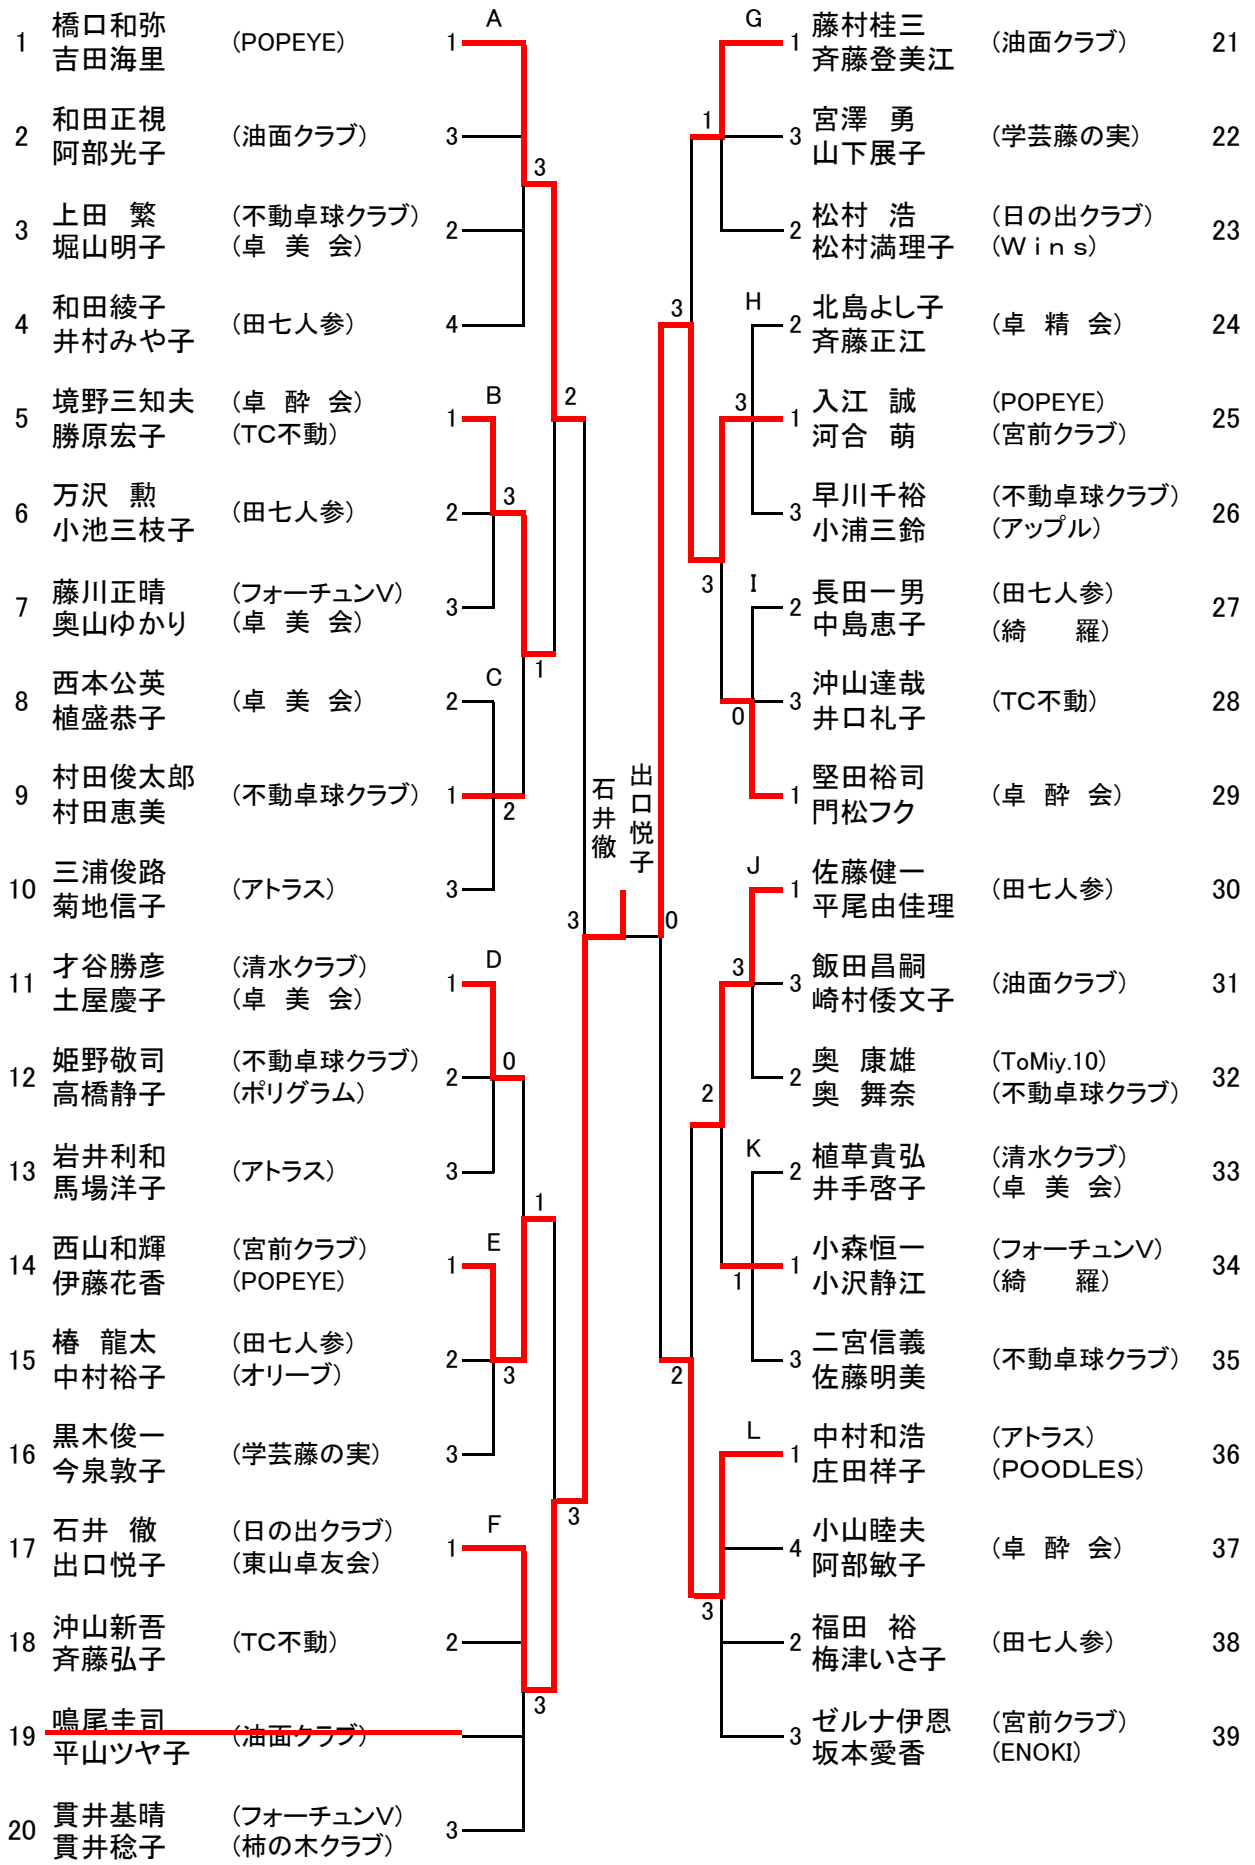 A
1 橋口和弥 (POPEYE) 1
吉田海里
2 和田正視 (油面クラブ) 3
阿部光子
3
3 上田　繁 (不動卓球クラブ) 2
堀山明子 (卓　美　会)
4 和田綾子 (田七人参) 4
井村みや子
2
B
5 境野三知夫 (卓　酔　会) 1
勝原宏子 (TC不動)
3
6 万沢　勲 (田七人参) 2
小池三枝子
7 藤川正晴 (フォーチュンV) 3
奥山ゆかり (卓　美　会)
1
C
8 西本公英 (卓　美　会) 2
植盛恭子
9 村田俊太郎 (不動卓球クラブ) 1
村田恵美
2
10 三浦俊路 (アトラス) 3
菊地信子
3
D
11 才谷勝彦 (清水クラブ) 1
土屋慶子 (卓　美　会)
0
12 姫野敬司 (不動卓球クラブ) 2
高橋静子 (ポリグラム)
13 岩井利和 (アトラス) 3
馬場洋子
1
E
14 西山和輝 (宮前クラブ) 1
伊藤花香 (POPEYE)
15 椿　龍太 (田七人参) 2
中村裕子 (オリーブ)
3
16 黒木俊一 (学芸藤の実) 3
今泉敦子
3
F
17 石井　徹 (日の出クラブ) 1
出口悦子 (東山卓友会)
18 沖山新吾 (TC不動) 2
斉藤弘子
3
19 鳴尾圭司 (油面クラブ)
平山ツヤ子
20 貫井基晴 (フォーチュンV) 3
貫井稔子 (柿の木クラブ)
石井徹
出口悦子
G
1 藤村桂三 (油面クラブ) 21
斉藤登美江
1
3 宮澤　勇 (学芸藤の実) 22
山下展子
2 松村　浩 (日の出クラブ) 23
松村満理子 (Ｗｉｎｓ)
3
H
2 北島よし子 (卓　精　会) 24
斉藤正江
3
1 入江　誠 (POPEYE) 25
河合　萌 (宮前クラブ)
3 早川千裕 (不動卓球クラブ) 26
小浦三鈴 (アップル)
3
I
2 長田一男 (田七人参) 27
中島恵子 (綺　　羅)
3 沖山達哉 (TC不動) 28
井口礼子
0
1 堅田裕司 (卓　酔　会) 29
門松フク
0
J
1 佐藤健一 (田七人参) 30
平尾由佳理
3
3 飯田昌嗣 (油面クラブ) 31
崎村倭文子
2 奥　康雄 (ToMiy.10) 32
奥　舞奈 (不動卓球クラブ)
2
K
2 植草貴弘 (清水クラブ) 33
井手啓子 (卓　美　会)
1 小森恒一 (フォーチュンV) 34
小沢静江 (綺　　羅)
1
3 二宮信義 (不動卓球クラブ) 35
佐藤明美
2
L
1 中村和浩 (アトラス) 36
庄田祥子 (POODLES)
4 小山睦夫 (卓　酔　会) 37
阿部敏子
3
2 福田　裕 (田七人参) 38
梅津いさ子
3 ゼルナ伊恩 (宮前クラブ) 39
坂本愛香 (ENOKI)